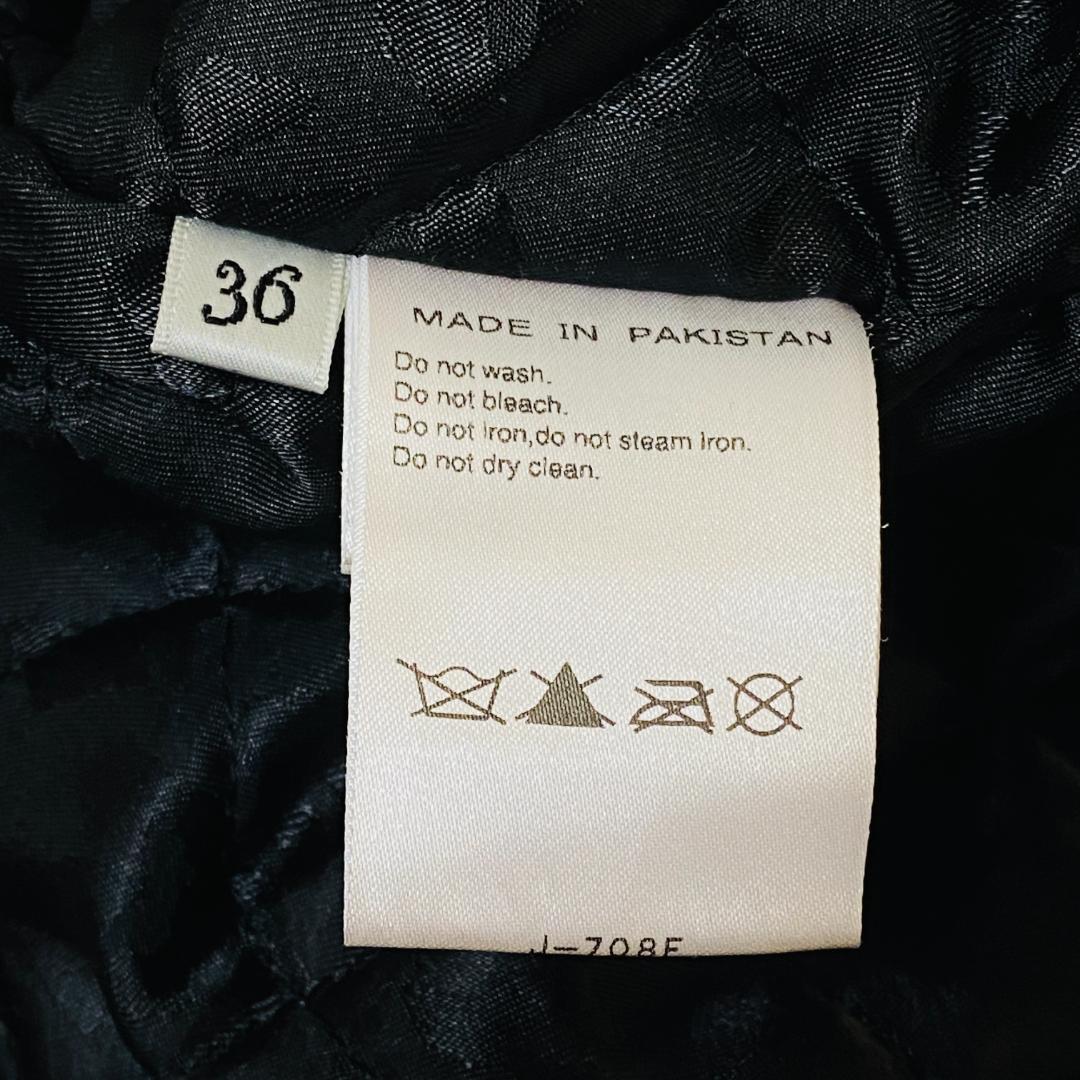 36
MADE IN PAKISTAN
Do not wash.
Do not bleach.
Do not iron,do not steam iron.
Do not dry clean.